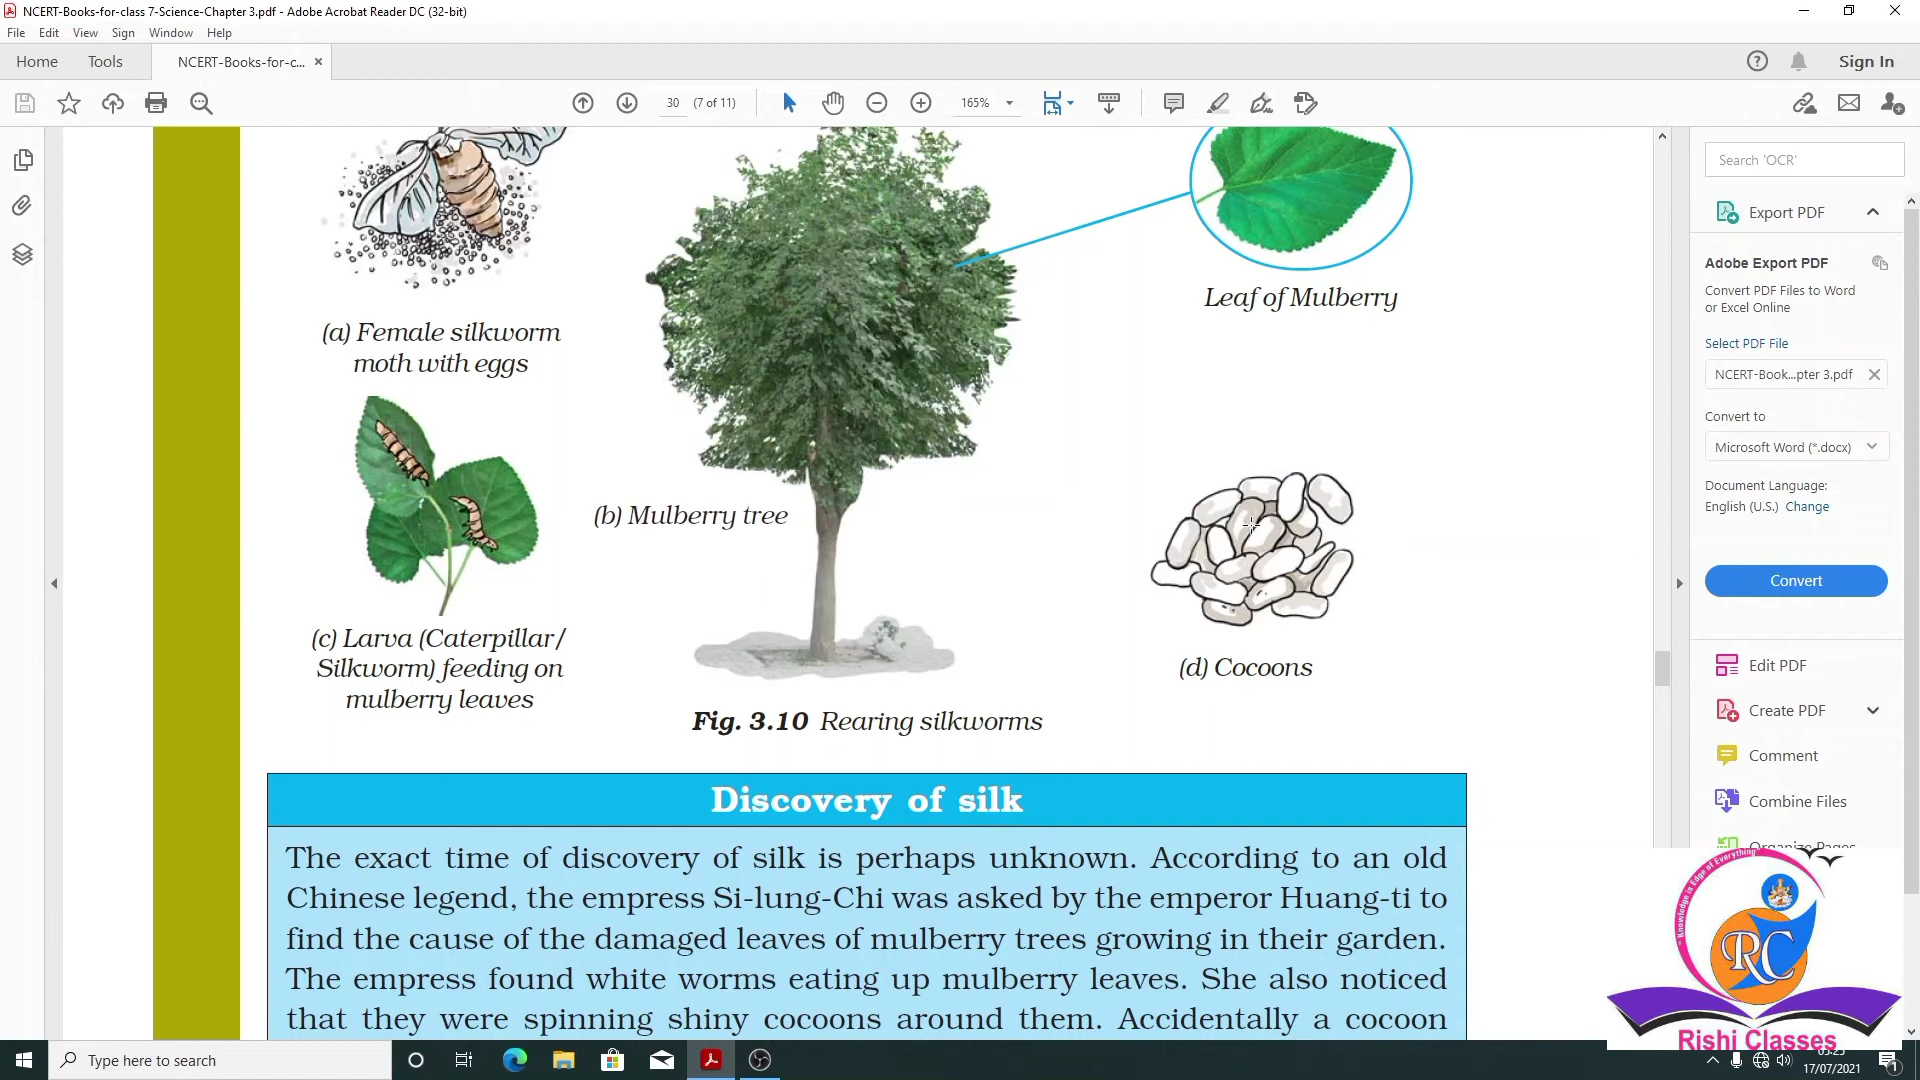 NCERT-Books-for-class 7-Science-Chapter 3.pdf - Adobe Acrobat Reader DC (32-bit)
File Edit View Sign Window Help
Home Tools NCERT-Books-for-c... × Sign In
30 (7 of 11) 165%
Search 'OCR'
Export PDF
Adobe Export PDF
Convert PDF Files to Word
or Excel Online
Select PDF File
NCERT-Book...pter 3.pdf
Convert to
Microsoft Word (*.docx)
Document Language:
English (U.S.) Change
Convert
Edit PDF
Create PDF
Comment
Combine Files
Organize Pages
Leaf of Mulberry
(a) Female silkworm
moth with eggs
(b) Mulberry tree
(c) Larva (Caterpillar/
Silkworm) feeding on
mulberry leaves
(d) Cocoons
Fig. 3.10 Rearing silkworms
Discovery of silk
The exact time of discovery of silk is perhaps unknown. According to an old
Chinese legend, the empress Si-lung-Chi was asked by the emperor Huang-ti to
find the cause of the damaged leaves of mulberry trees growing in their garden.
The empress found white worms eating up mulberry leaves. She also noticed
that they were spinning shiny cocoons around them. Accidentally a cocoon
"Knowledge is Edge of Everything"
RC
Rishi Classes
Type here to search
17/07/2021
1